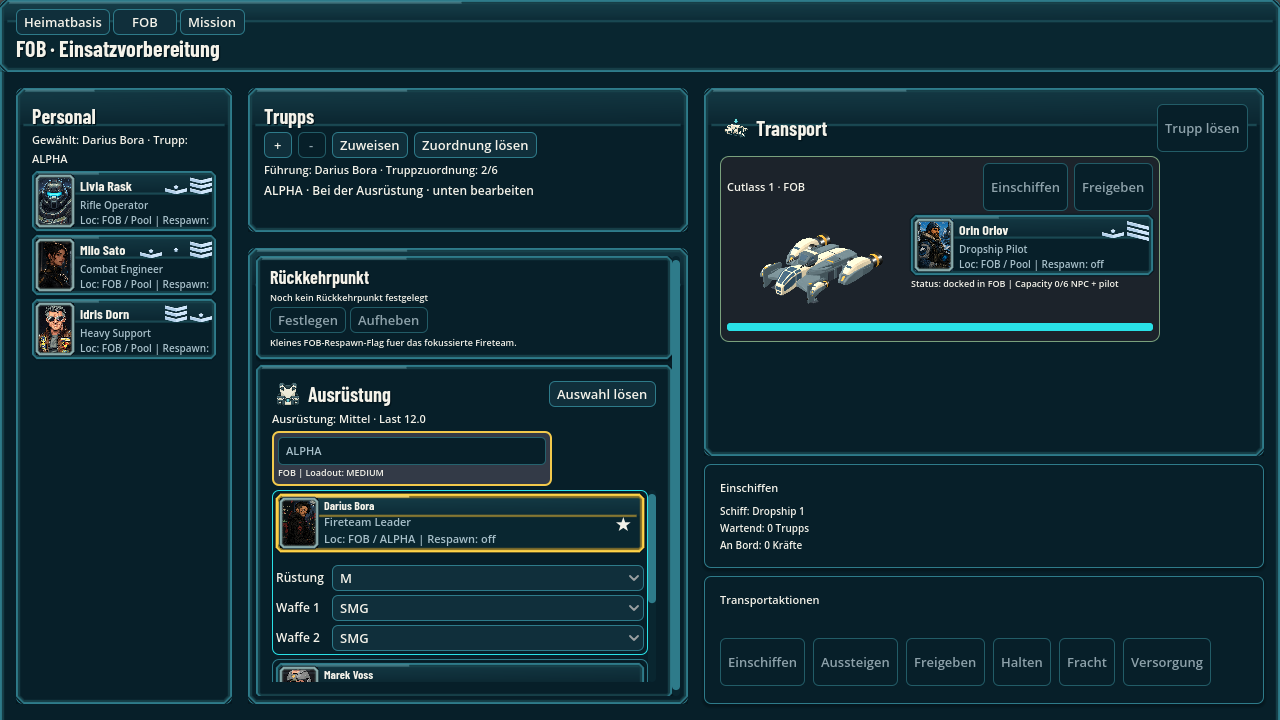 Heimatbasis
FOB
Mission
FOB · Einsatzvorbereitung
Personal
Gewählt: Darius Bora · Trupp:
ALPHA
Livia Rask
Rifle Operator
Loc: FOB / Pool | Respawn:
Milo Sato
Combat Engineer
Loc: FOB / Pool | Respawn:
Idris Dorn
Heavy Support
Loc: FOB / Pool | Respawn:
Trupps
+
-
Zuweisen
Zuordnung lösen
Führung: Darius Bora · Truppzuordnung: 2/6
ALPHA · Bei der Ausrüstung · unten bearbeiten
Rückkehrpunkt
Noch kein Rückkehrpunkt festgelegt
Festlegen
Aufheben
Kleines FOB-Respawn-Flag fuer das fokussierte Fireteam.
Ausrüstung
Auswahl lösen
Ausrüstung: Mittel · Last 12.0
ALPHA
FOB | Loadout: MEDIUM
Darius Bora
Fireteam Leader
Loc: FOB / ALPHA | Respawn: off
Rüstung
M
Waffe 1
SMG
Waffe 2
SMG
Marek Voss
Transport
Trupp lösen
Cutlass 1 · FOB
Einschiffen
Freigeben
Orin Orlov
Dropship Pilot
Loc: FOB / Pool | Respawn: off
Status: docked in FOB | Capacity 0/6 NPC + pilot
Einschiffen
Schiff: Dropship 1
Wartend: 0 Trupps
An Bord: 0 Kräfte
Transportaktionen
Einschiffen
Aussteigen
Freigeben
Halten
Fracht
Versorgung